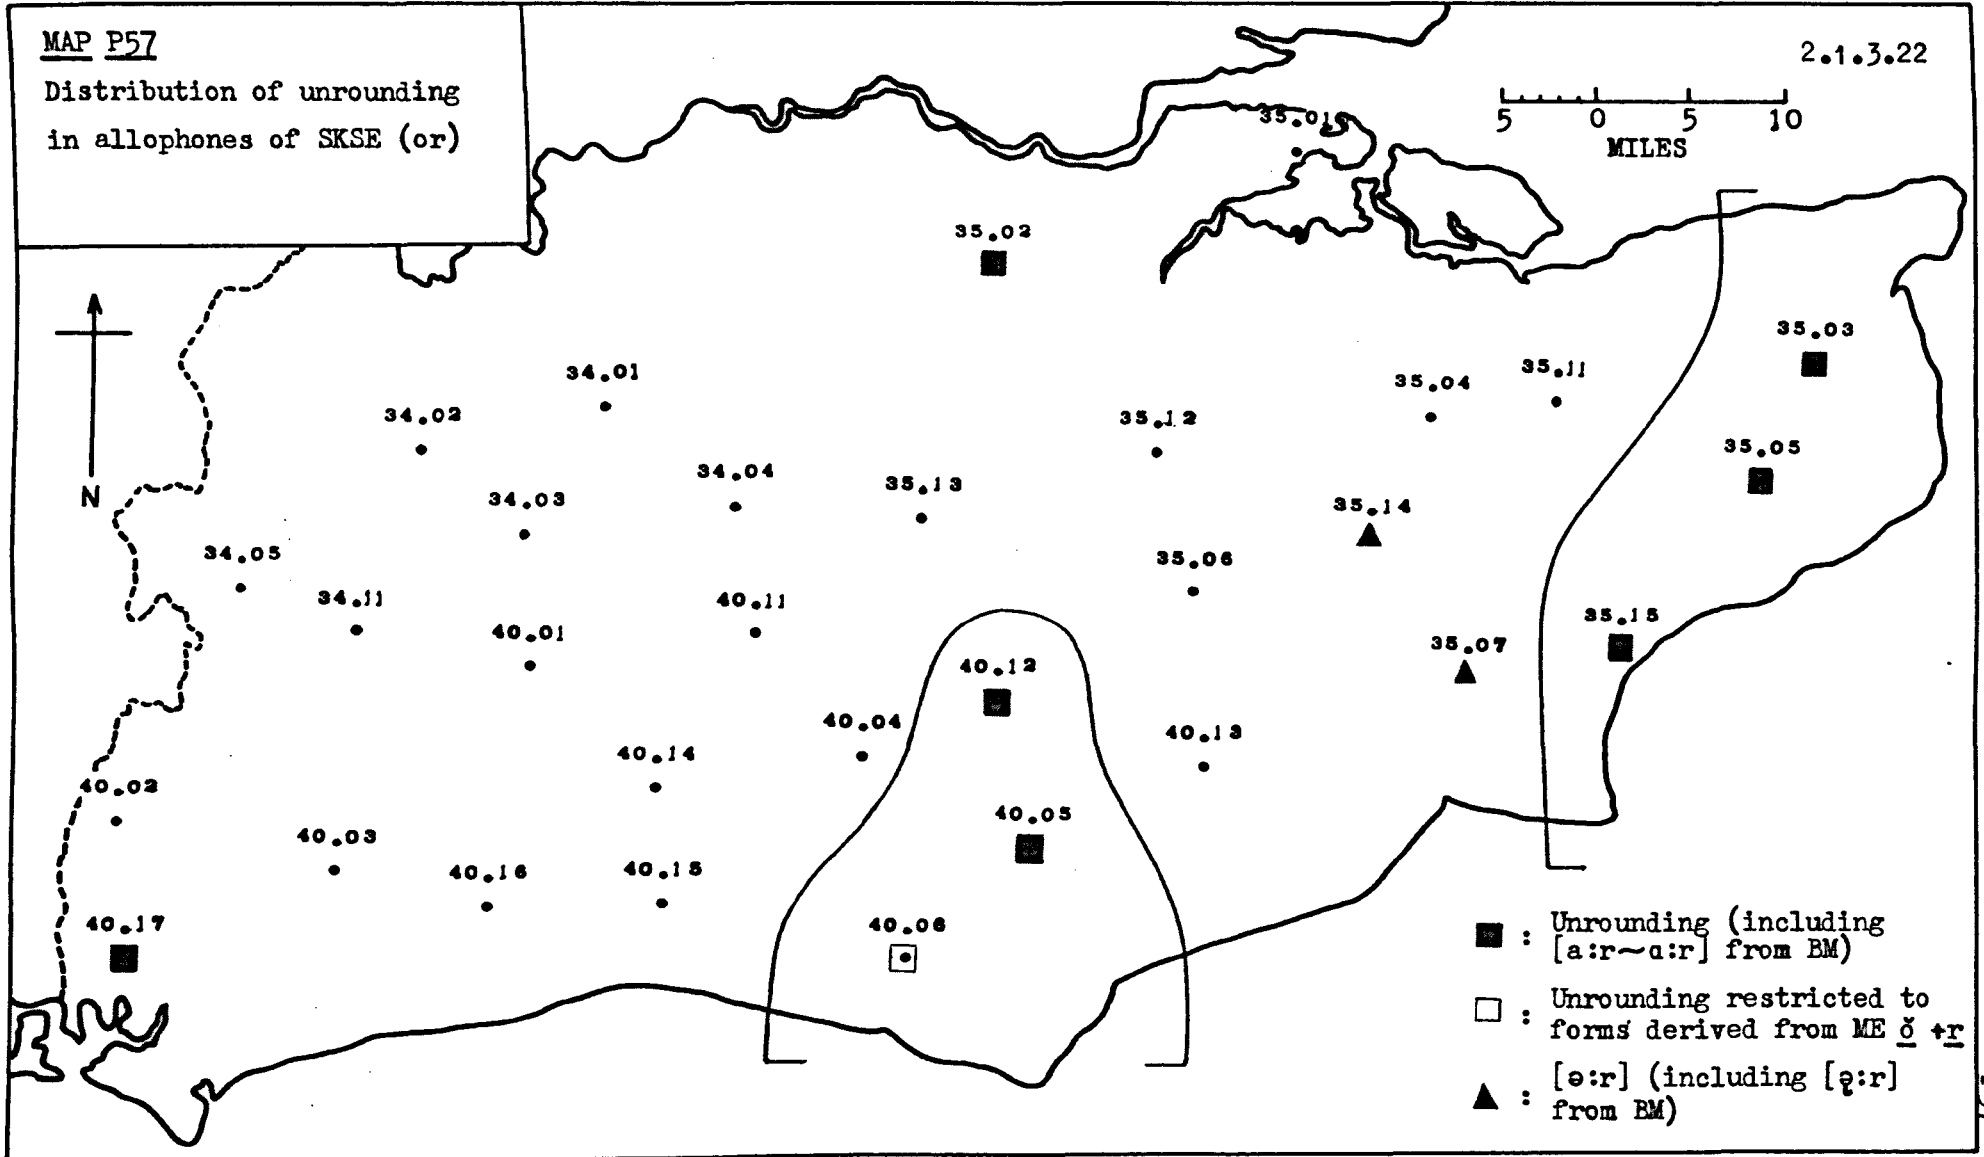 MAP P57
Distribution of unrounding
in allophones of SKSE (or)
2.1.3.22
5 0 5 10
MILES
35.01
35.02
35.03
34.01
35.04
35.11
34.02
35.12
35.05
34.04
35.13
34.03
35.14
34.05
35.06
34.11
40.11
40.01
35.15
35.07
40.12
40.04
40.13
40.14
40.02
40.05
40.03
40.16
40.15
40.17
40.06
N
: Unrounding (including
[a:r~ɑ:r] from BM)
: Unrounding restricted to
forms derived from ME ŏ +r
: [ə:r] (including [ə̢:r]
from BM)